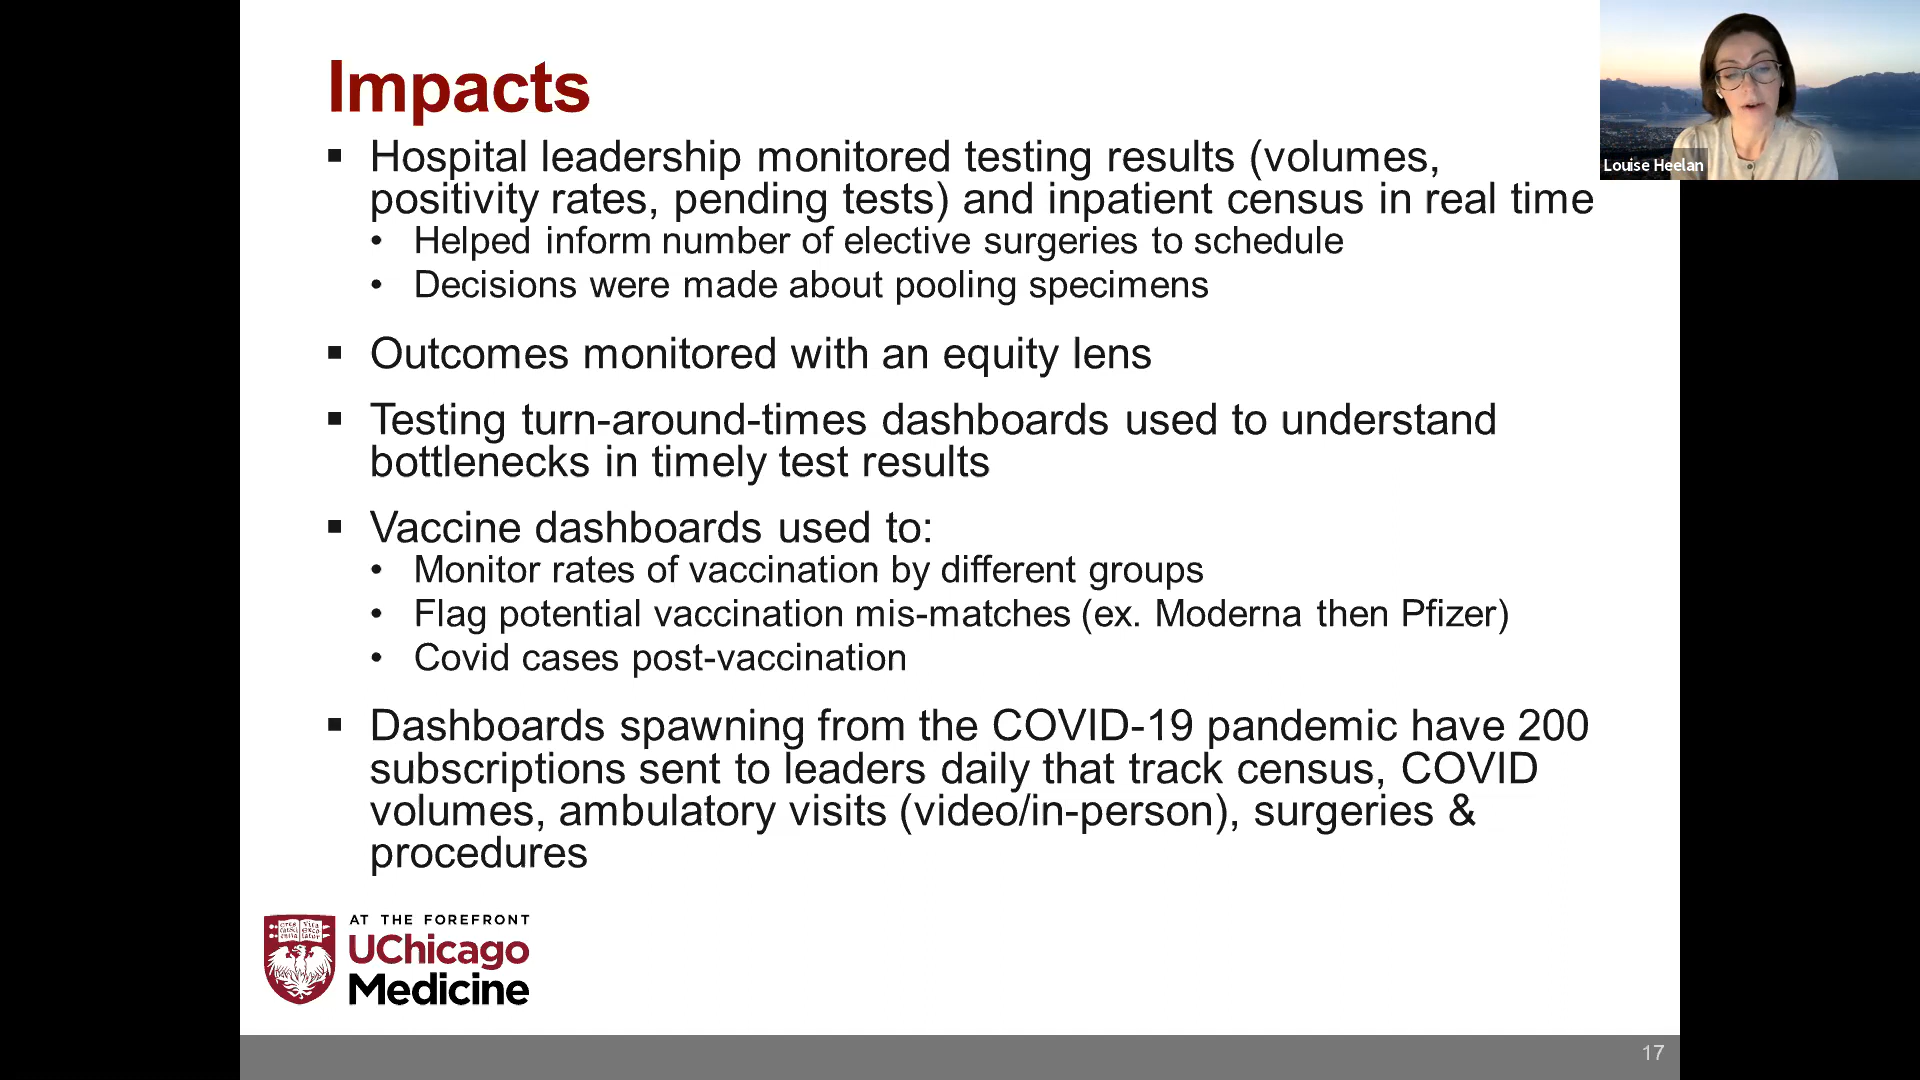 Impacts
Hospital leadership monitored testing results (volumes,
positivity rates, pending tests) and inpatient census in real time
Helped inform number of elective surgeries to schedule
Decisions were made about pooling specimens
Outcomes monitored with an equity lens
Testing turn-around-times dashboards used to understand
bottlenecks in timely test results
Vaccine dashboards used to:
Monitor rates of vaccination by different groups
Flag potential vaccination mis-matches (ex. Moderna then Pfizer)
Covid cases post-vaccination
Dashboards spawning from the COVID-19 pandemic have 200
subscriptions sent to leaders daily that track census, COVID
volumes, ambulatory visits (video/in-person), surgeries &
procedures
AT THE FOREFRONT
UChicago
Medicine
17
Louise Heelan